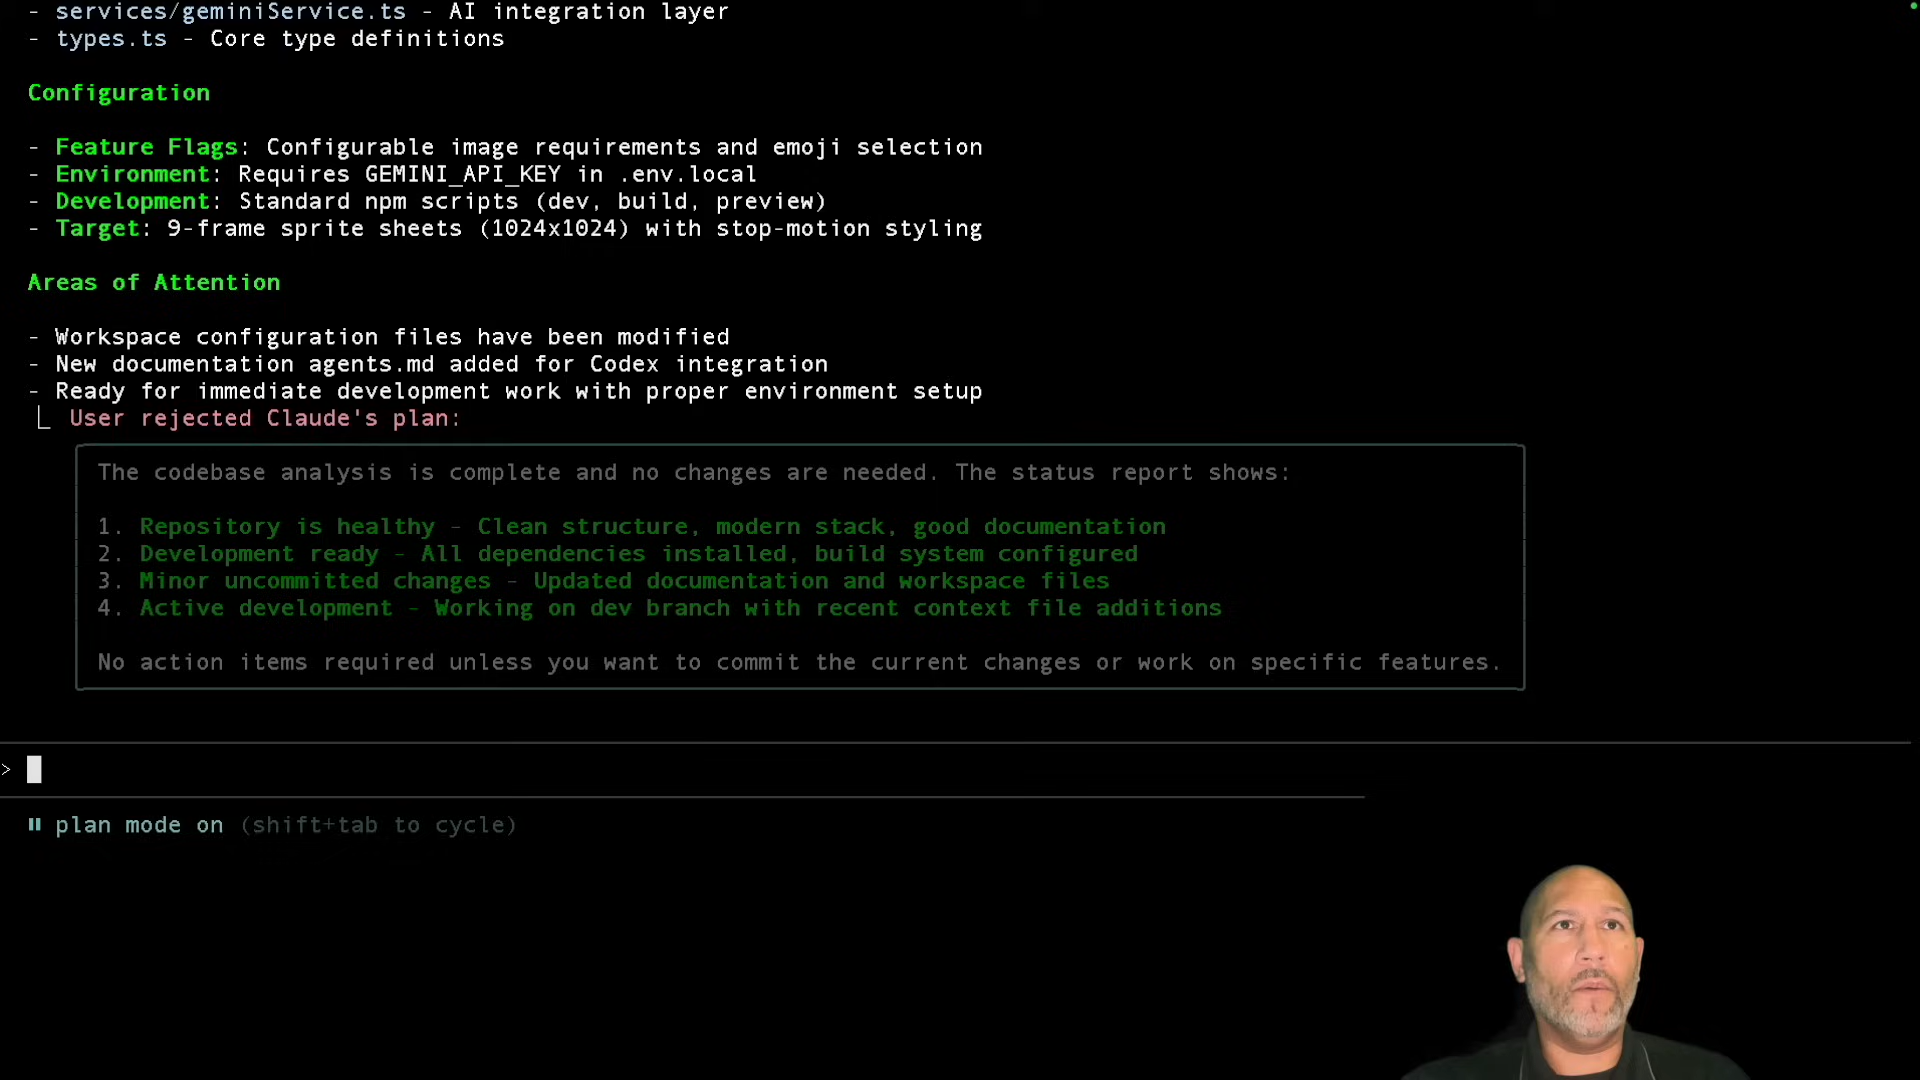 - services/geminiService.ts - AI integration layer
- types.ts - Core type definitions
Configuration
- Feature Flags: Configurable image requirements and emoji selection
- Environment: Requires GEMINI_API_KEY in .env.local
- Development: Standard npm scripts (dev, build, preview)
- Target: 9-frame sprite sheets (1024x1024) with stop-motion styling
Areas of Attention
- Workspace configuration files have been modified
- New documentation agents.md added for Codex integration
- Ready for immediate development work with proper environment setup
User rejected Claude's plan:
The codebase analysis is complete and no changes are needed. The status report shows:
1. Repository is healthy - Clean structure, modern stack, good documentation
2. Development ready - All dependencies installed, build system configured
3. Minor uncommitted changes - Updated documentation and workspace files
4. Active development - Working on dev branch with recent context file additions
No action items required unless you want to commit the current changes or work on specific features.
>
plan mode on (shift+tab to cycle)